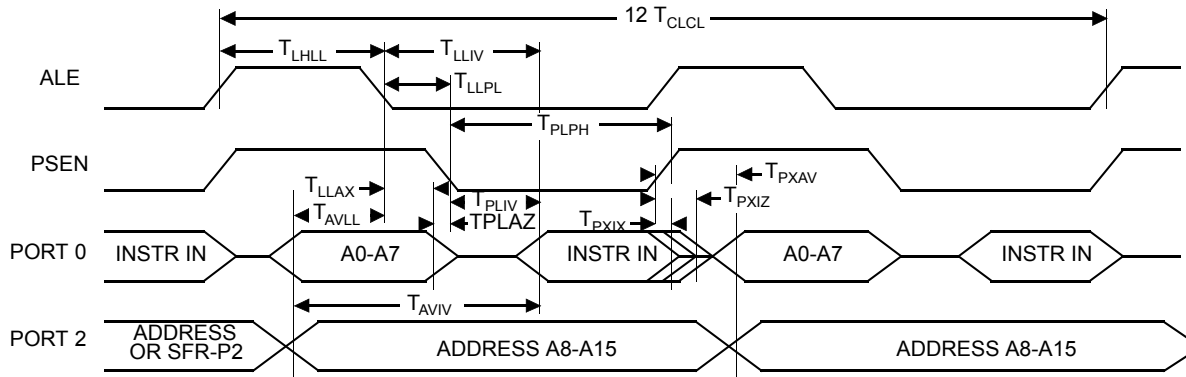 12 TCLCL
TLHLL
TLLIV
ALE
TLLPL
TPLPH
PSEN
TLLAX
TPXAV
TPLIV
TPXIZ
TAVLL
TPLAZ
TPXIX
PORT 0
INSTR IN
A0-A7
INSTR IN
A0-A7
INSTR IN
TAVIV
PORT 2
ADDRESS
OR SFR-P2
ADDRESS A8-A15
ADDRESS A8-A15